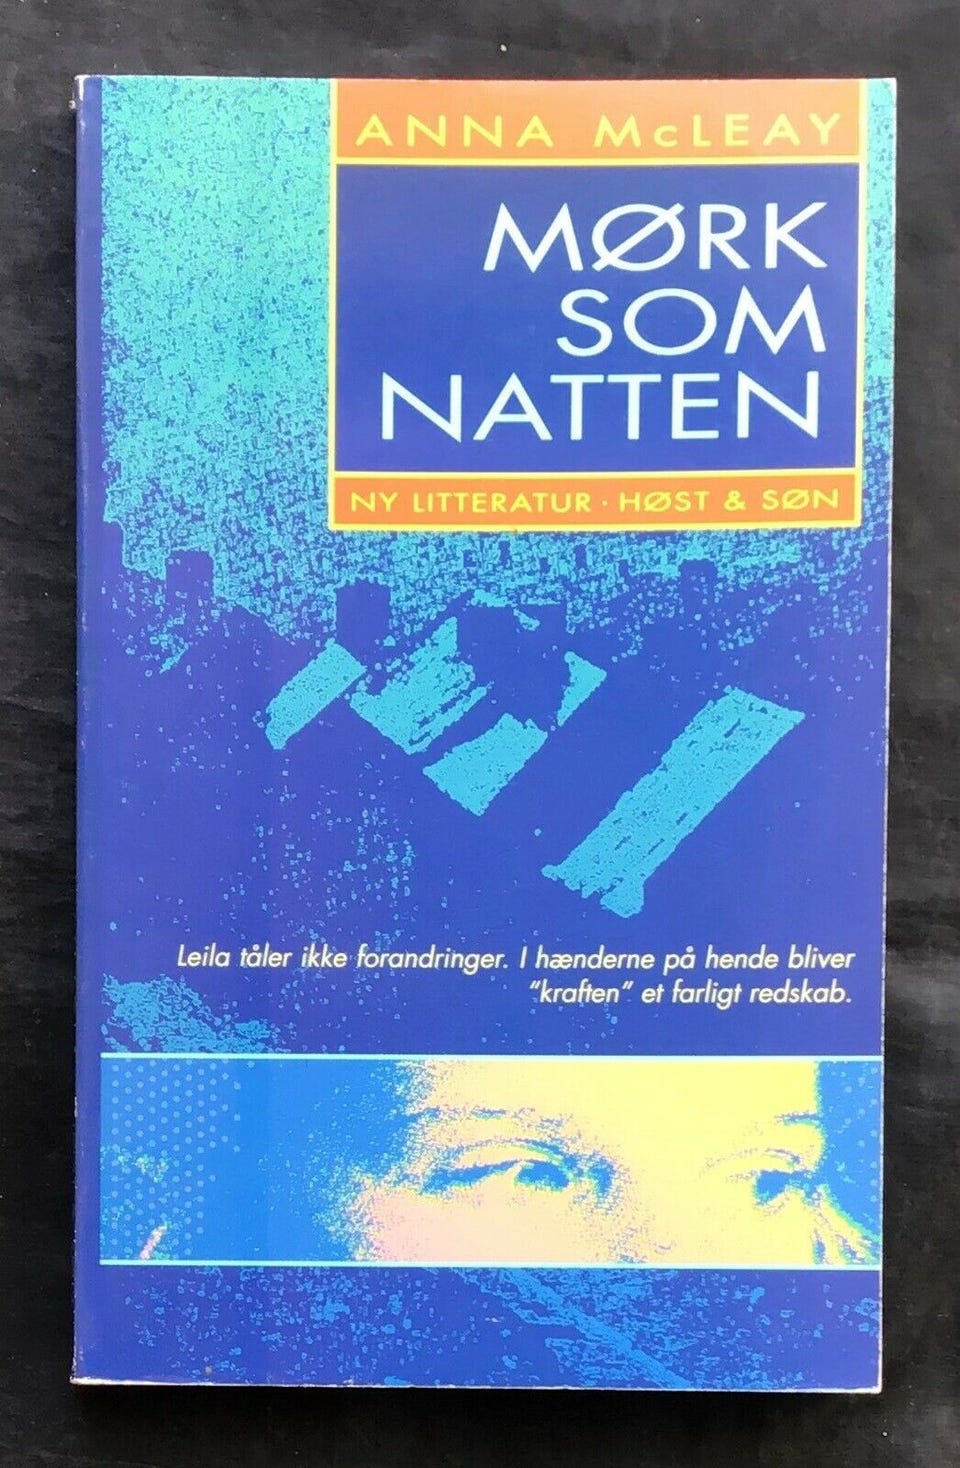 ANNA McLEAY
MØRK
SOM
NATTEN
NY LITTERATUR · HØST & SØN
Leila tåler ikke forandringer. I hænderne på hende bliver
"kraften" et farligt redskab.